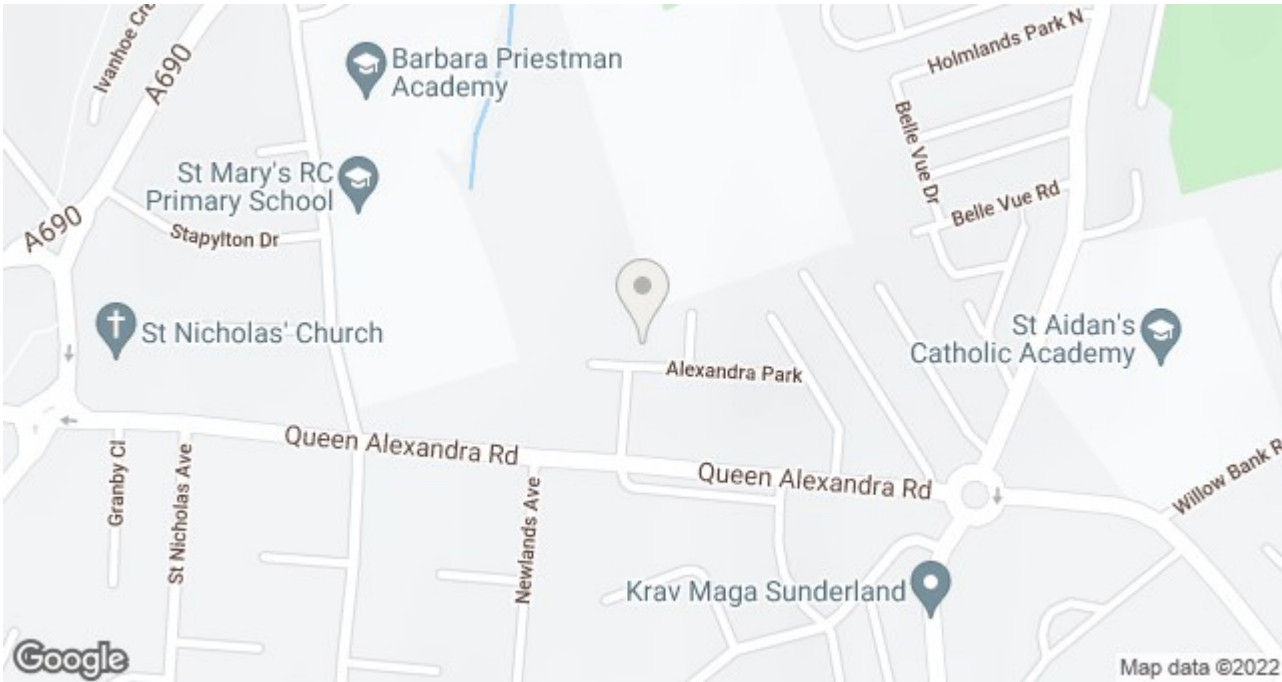 Ivanhoe Cre
A690
Barbara Priestman
Academy
Holmlands Park N
Belle Vue Dr
St Mary's RC
Primary School
Belle Vue Rd
A690
Stapylton Dr
St Nicholas' Church
St Aidan's
Catholic Academy
Alexandra Park
Queen Alexandra Rd
Queen Alexandra Rd
Granby Cl
St Nicholas Ave
Newlands Ave
Willow Bank R
Krav Maga Sunderland
Google
Map data ©2022